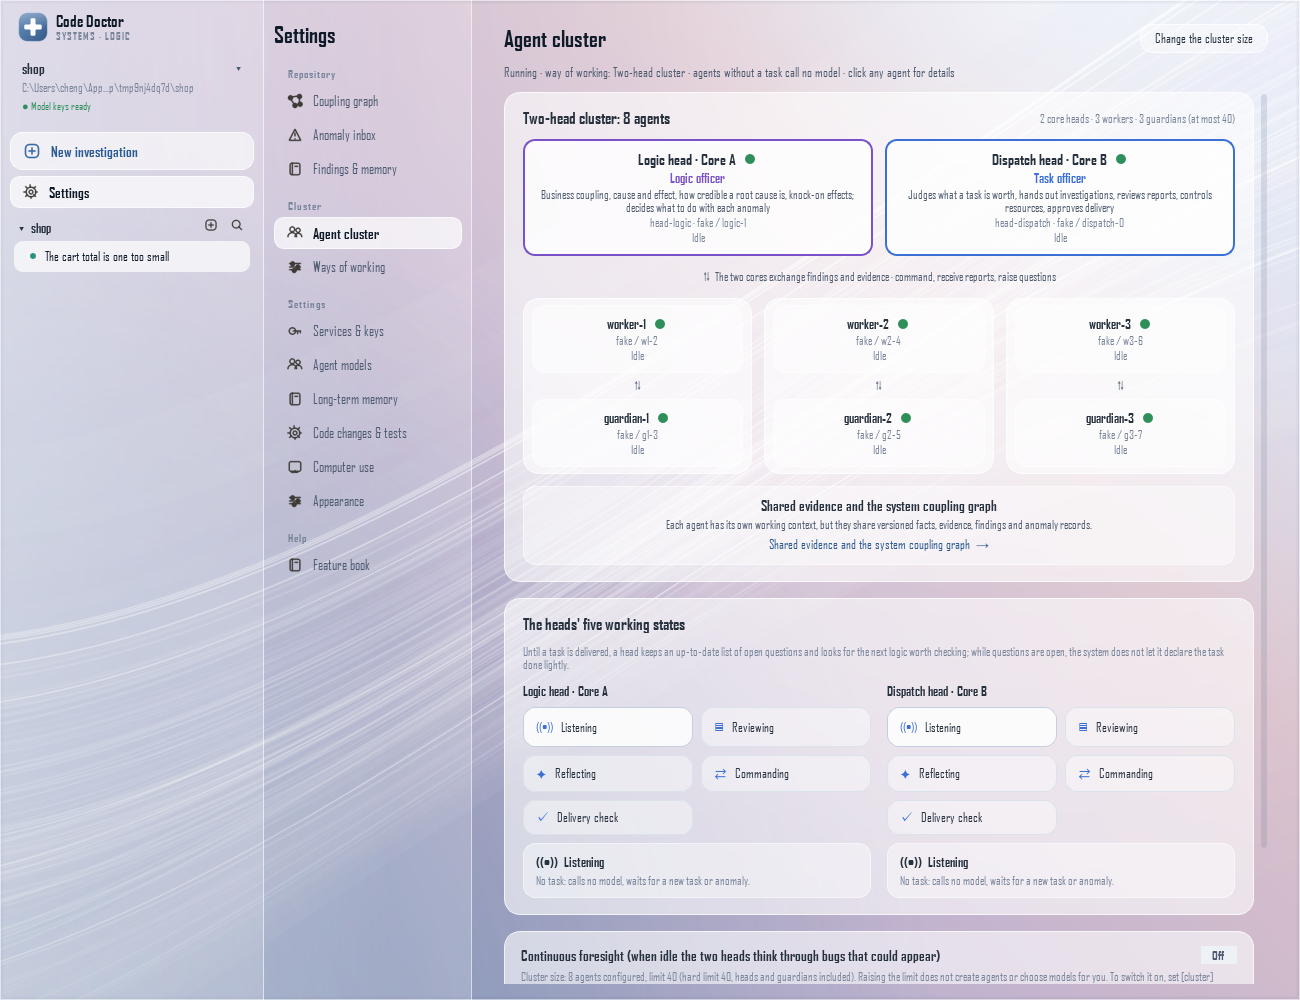 Code Doctor
SYSTEMS · LOGIC
shop
C:\Users\cheng\App...p\tmp9nj4dq7d\shop
Model keys ready
New investigation
Settings
shop
The cart total is one too small
Settings
Repository
Coupling graph
Anomaly inbox
Findings & memory
Cluster
Agent cluster
Ways of working
Settings
Services & keys
Agent models
Long-term memory
Code changes & tests
Computer use
Appearance
Help
Feature book
Agent cluster
Change the cluster size
Running · way of working: Two-head cluster · agents without a task call no model · click any agent for details
Two-head cluster: 8 agents
2 core heads · 3 workers · 3 guardians (at most 40)
Logic head · Core A
Logic officer
Business coupling, cause and effect, how credible a root cause is, knock-on effects;
decides what to do with each anomaly
head-logic · fake / logic-1
Idle
Dispatch head · Core B
Task officer
Judges what a task is worth, hands out investigations, reviews reports, controls
resources, approves delivery
head-dispatch · fake / dispatch-0
Idle
⇅ The two cores exchange findings and evidence · command, receive reports, raise questions
worker-1
fake / w1-2
Idle
⇅
guardian-1
fake / g1-3
Idle
worker-2
fake / w2-4
Idle
⇅
guardian-2
fake / g2-5
Idle
worker-3
fake / w3-6
Idle
⇅
guardian-3
fake / g3-7
Idle
Shared evidence and the system coupling graph
Each agent has its own working context, but they share versioned facts, evidence, findings and anomaly records.
Shared evidence and the system coupling graph →
The heads' five working states
Until a task is delivered, a head keeps an up-to-date list of open questions and looks for the next logic worth checking; while questions are open, the system does not let it declare the task
done lightly.
Logic head · Core A
Listening
Reviewing
Reflecting
Commanding
Delivery check
Listening
No task: calls no model, waits for a new task or anomaly.
Dispatch head · Core B
Listening
Reviewing
Reflecting
Commanding
Delivery check
Listening
No task: calls no model, waits for a new task or anomaly.
Continuous foresight (when idle the two heads think through bugs that could appear)
Off
Cluster size: 8 agents configured, limit 40 (hard limit 40, heads and guardians included). Raising the limit does not create agents or choose models for you. To switch it on, set [cluster]